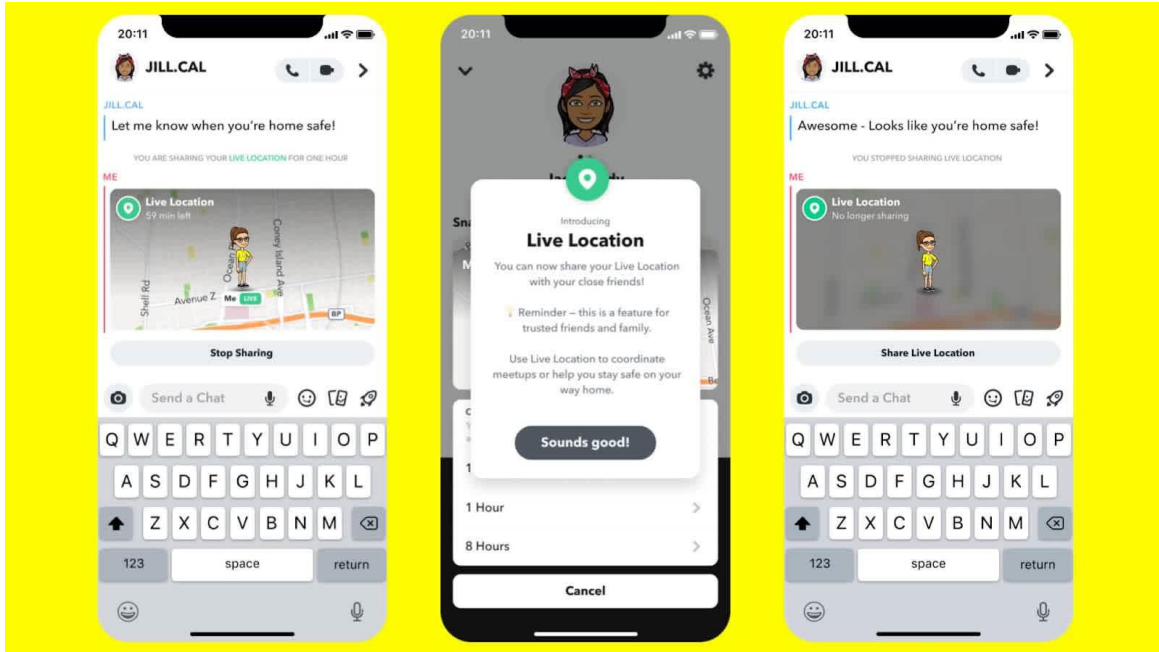 20:11
JILL.CAL
JILL.CAL
Let me know when you're home safe!
YOU ARE SHARING YOUR LIVE LOCATION FOR ONE HOUR
ME
Live Location
59 min left
Shell Rd
Avenue Z
Coney Island Ave
Me LIVE
BP
Stop Sharing
Send a Chat
Q W E R T Y U I O P
A S D F G H J K L
Z X C V B N M
123 space return
20:11
Introducing
Live Location
You can now share your Live Location
with your close friends!
Reminder – this is a feature for
trusted friends and family.
Use Live Location to coordinate
meetups or help you stay safe on your
way home.
Sounds good!
Ocean Ave
1 Hour
8 Hours
Cancel
20:11
JILL.CAL
JILL.CAL
Awesome - Looks like you're home safe!
YOU STOPPED SHARING LIVE LOCATION
ME
Live Location
No longer sharing
Share Live Location
Send a Chat
Q W E R T Y U I O P
A S D F G H J K L
Z X C V B N M
123 space return